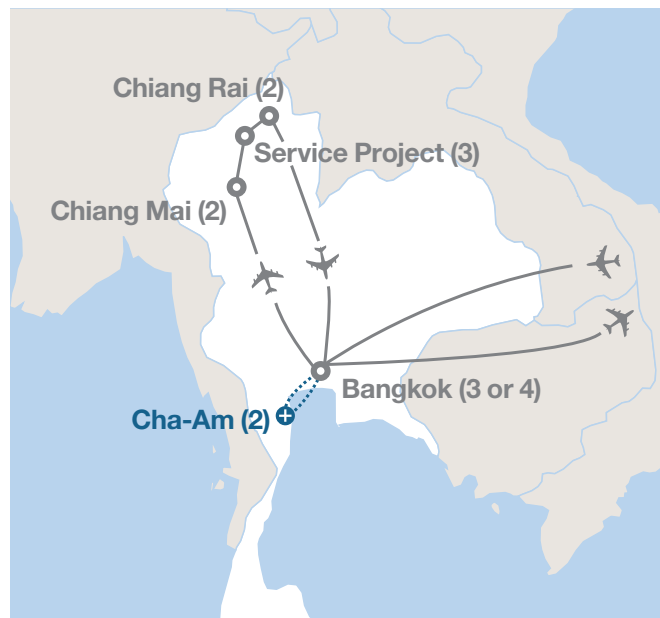 Chiang Rai (2)
Service Project (3)
Chiang Mai (2)
Bangkok (3 or 4)
Cha-Am (2)